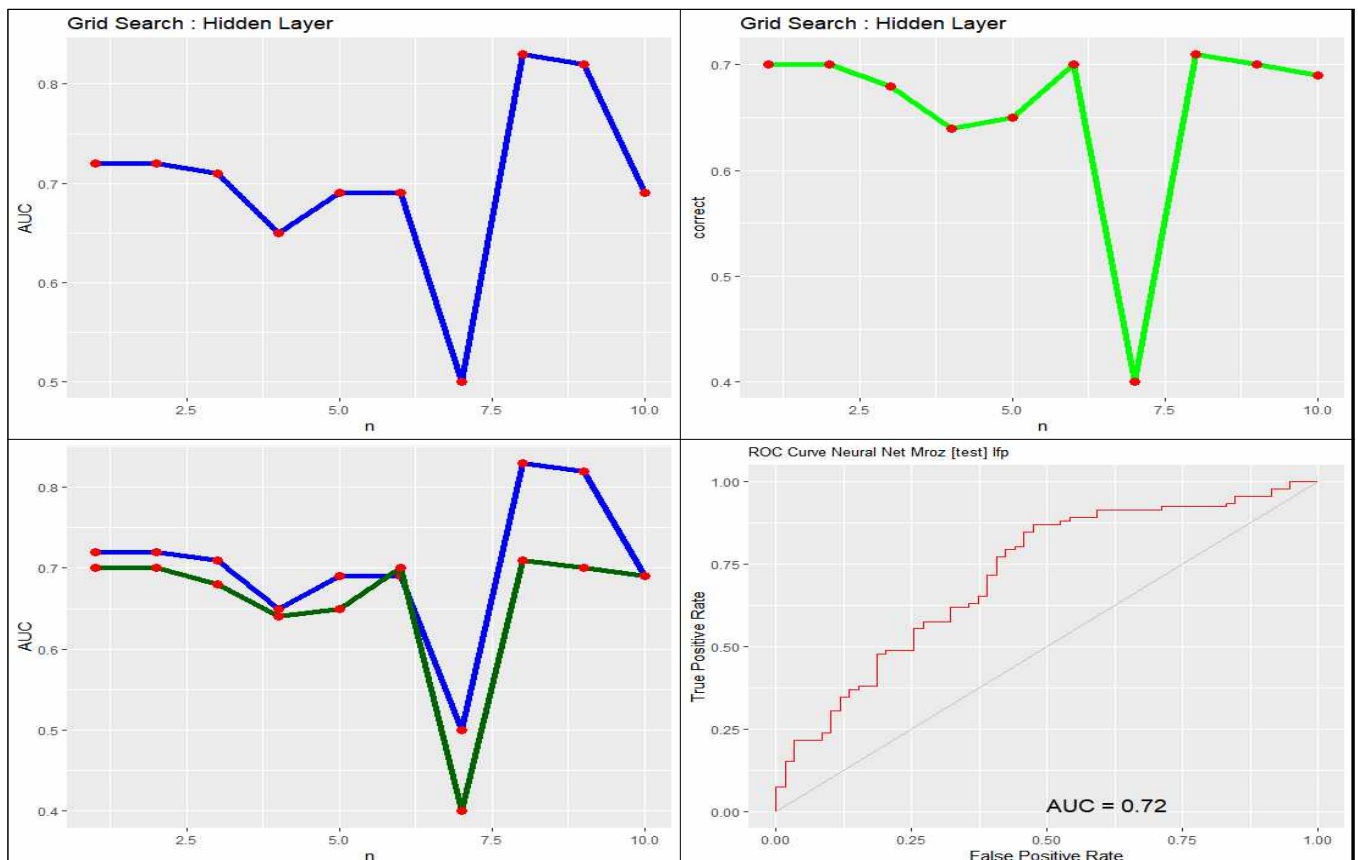 Grid Search : Hidden Layer
AUC
0.8
0.7
0.6
0.5
2.5 5.0 7.5 10.0
n
Grid Search : Hidden Layer
correct
0.7
0.6
0.5
0.4
2.5 5.0 7.5 10.0
n
AUC
0.8
0.7
0.6
0.5
0.4
2.5 5.0 7.5 10.0
n
ROC Curve Neural Net Mroz [test] lfp
True Positive Rate
1.00
0.75
0.50
0.25
0.00
AUC = 0.72
0.00 0.25 0.50 0.75 1.00
False Positive Rate